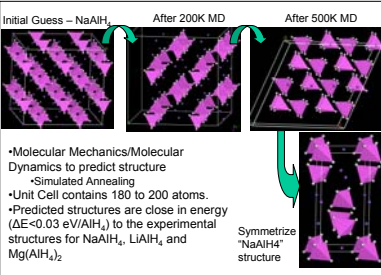 Initial Guess – NaAlH₄
After 200K MD
After 500K MD
•Molecular Mechanics/Molecular
Dynamics to predict structure
•Simulated Annealing
•Unit Cell contains 180 to 200 atoms.
•Predicted structures are close in energy
(ΔE<0.03 eV/AlH₄) to the experimental
structures for NaAlH₄, LiAlH₄ and
Mg(AlH₄)₂
Symmetrize
"NaAlH4"
structure